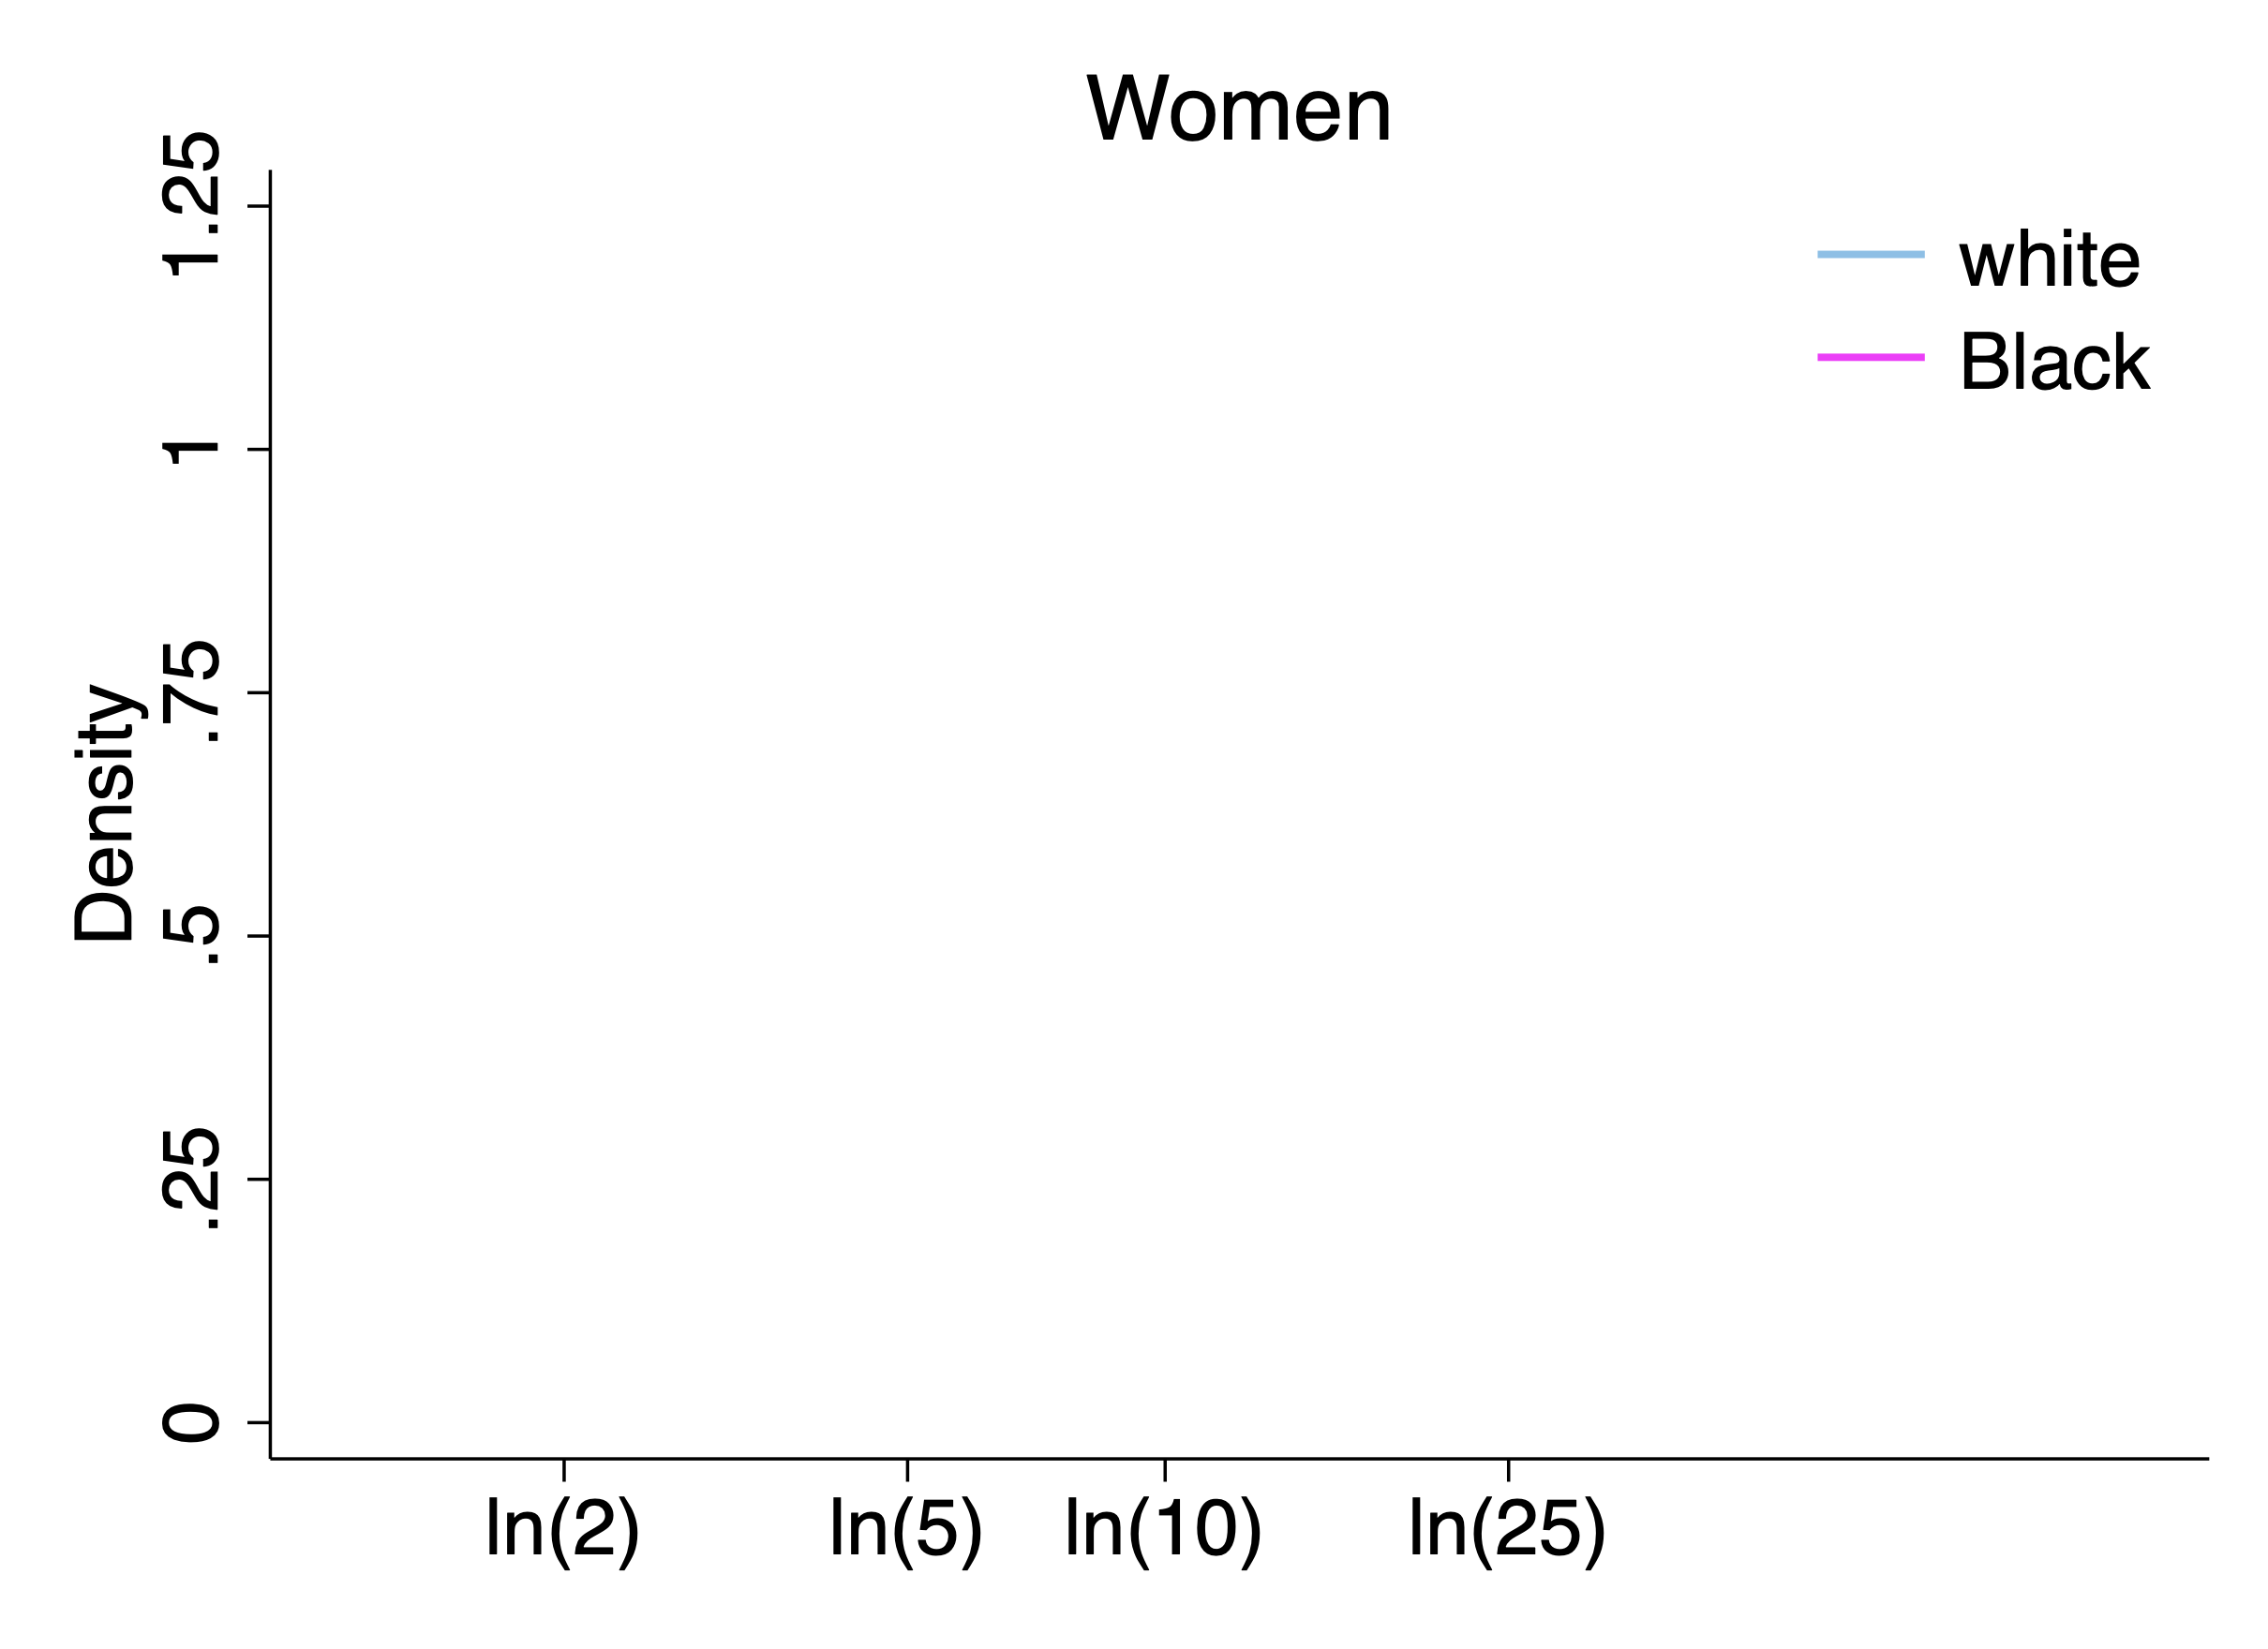 Women
white
Black
Density
1.25
1
.75
.5
.25
0
ln(2)
ln(5)
ln(10)
ln(25)